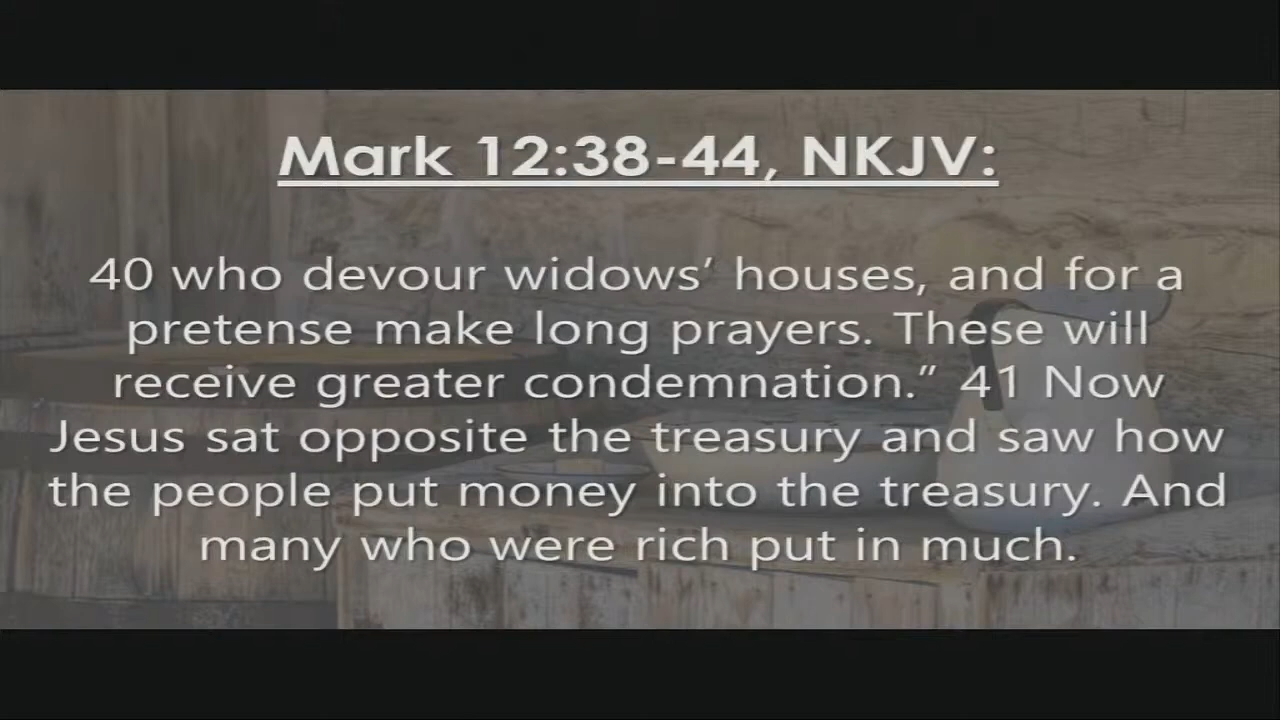 Mark 12:38-44, NKJV:
40 who devour widows’ houses, and for a
pretense make long prayers. These will
receive greater condemnation.” 41 Now
Jesus sat opposite the treasury and saw how
the people put money into the treasury. And
many who were rich put in much.